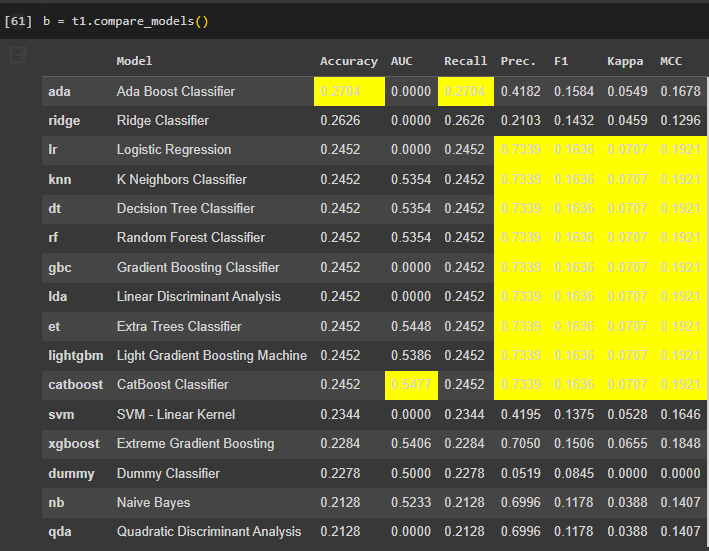 [61] b = t1.compare_models()
Model Accuracy AUC Recall Prec. F1 Kappa MCC
ada Ada Boost Classifier 0.2704 0.0000 0.2704 0.4182 0.1584 0.0549 0.1678
ridge Ridge Classifier 0.2626 0.0000 0.2626 0.2103 0.1432 0.0459 0.1296
lr Logistic Regression 0.2452 0.0000 0.2452 0.7339 0.1636 0.0707 0.1921
knn K Neighbors Classifier 0.2452 0.5354 0.2452 0.7339 0.1636 0.0707 0.1921
dt Decision Tree Classifier 0.2452 0.5354 0.2452 0.7339 0.1636 0.0707 0.1921
rf Random Forest Classifier 0.2452 0.5354 0.2452 0.7339 0.1636 0.0707 0.1921
gbc Gradient Boosting Classifier 0.2452 0.0000 0.2452 0.7339 0.1636 0.0707 0.1921
lda Linear Discriminant Analysis 0.2452 0.0000 0.2452 0.7339 0.1636 0.0707 0.1921
et Extra Trees Classifier 0.2452 0.5448 0.2452 0.7339 0.1636 0.0707 0.1921
lightgbm Light Gradient Boosting Machine 0.2452 0.5386 0.2452 0.7339 0.1636 0.0707 0.1921
catboost CatBoost Classifier 0.2452 0.5477 0.2452 0.7339 0.1636 0.0707 0.1921
svm SVM - Linear Kernel 0.2344 0.0000 0.2344 0.4195 0.1375 0.0528 0.1646
xgboost Extreme Gradient Boosting 0.2284 0.5406 0.2284 0.7050 0.1506 0.0655 0.1848
dummy Dummy Classifier 0.2278 0.5000 0.2278 0.0519 0.0845 0.0000 0.0000
nb Naive Bayes 0.2128 0.5233 0.2128 0.6996 0.1178 0.0388 0.1407
qda Quadratic Discriminant Analysis 0.2128 0.0000 0.2128 0.6996 0.1178 0.0388 0.1407